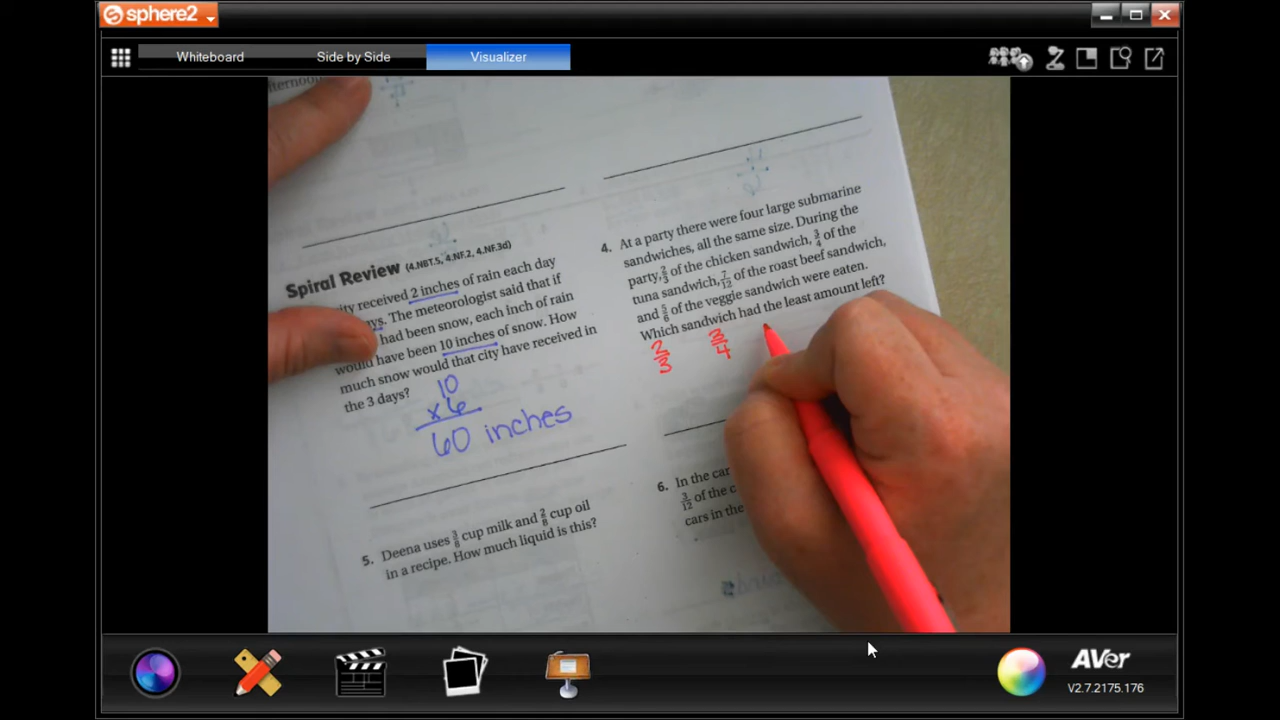 sphere2
Whiteboard Side by Side Visualizer
Spiral Review (4.NBT.5, 4.NF.2, 4.NF.3d)
received 2 inches of rain each day
The meteorologist said that if
had been snow, each inch of rain
would have been 10 inches of snow. How
much snow would that city have received in
the 3 days?
10
x 6
60 inches
4. At a party there were four large submarine
sandwiches, all the same size. During the
party, 2/3 of the chicken sandwich, 3/4 of the
tuna sandwich, 7/12 of the roast beef sandwich,
and 5/6 of the veggie sandwich were eaten.
Which sandwich had the least amount left?
2/3 3/4
5. Deena uses 3/8 cup milk and 2/8 cup oil
in a recipe. How much liquid is this?
6. In the car
3/12 of the
cars in the
AVer
V2.7.2175.176